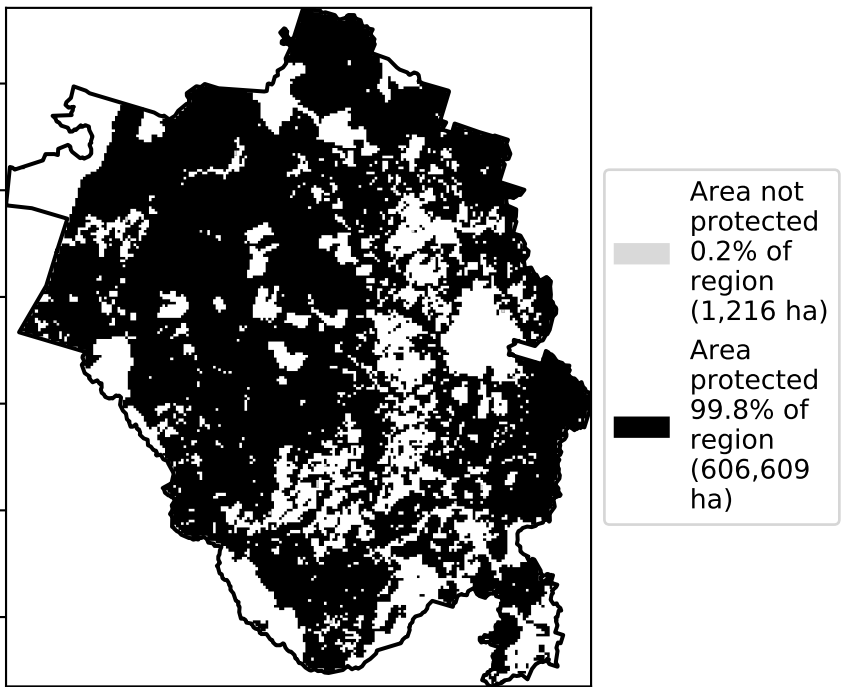 Area not
protected
0.2% of
region
(1,216 ha)
Area
protected
99.8% of
region
(606,609
ha)